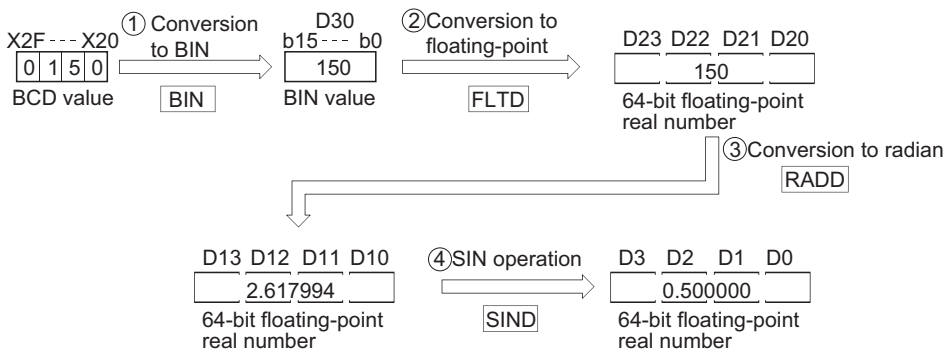 ① Conversion to BIN
X2F --- X20
0 1 5 0
BCD value
BIN
D30
b15 --- b0
150
BIN value
② Conversion to floating-point
FLTD
D23 D22 D21 D20
150
64-bit floating-point
real number
③Conversion to radian
RADD
D13 D12 D11 D10
2.617994
64-bit floating-point
real number
④SIN operation
SIND
D3 D2 D1 D0
0.500000
64-bit floating-point
real number